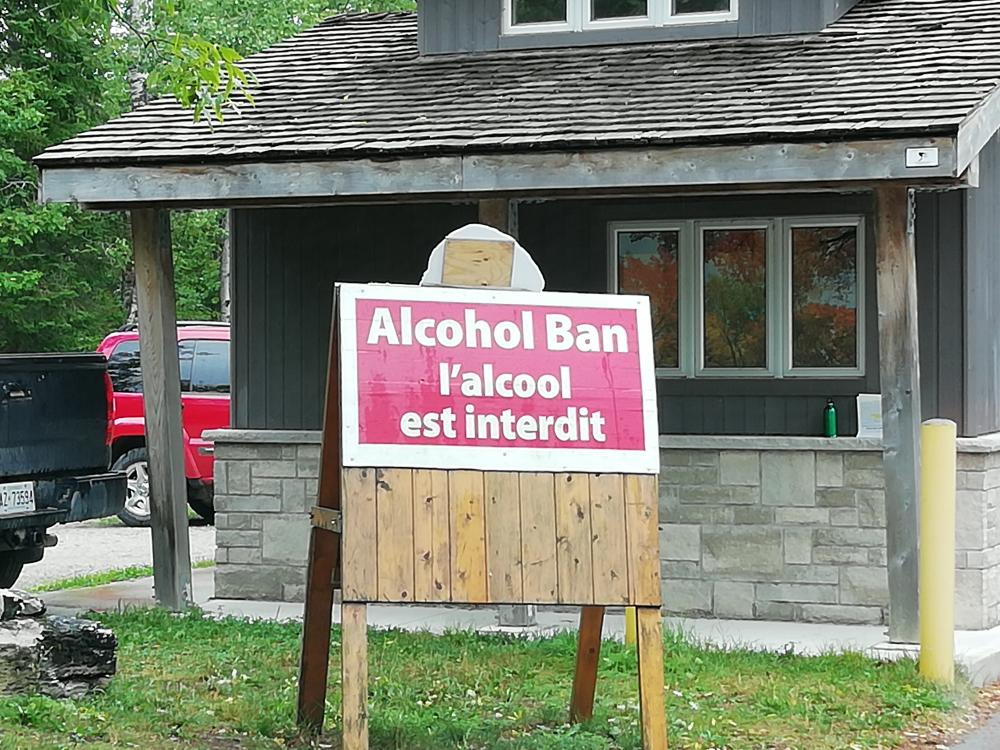 Alcohol Ban
l'alcool
est interdit